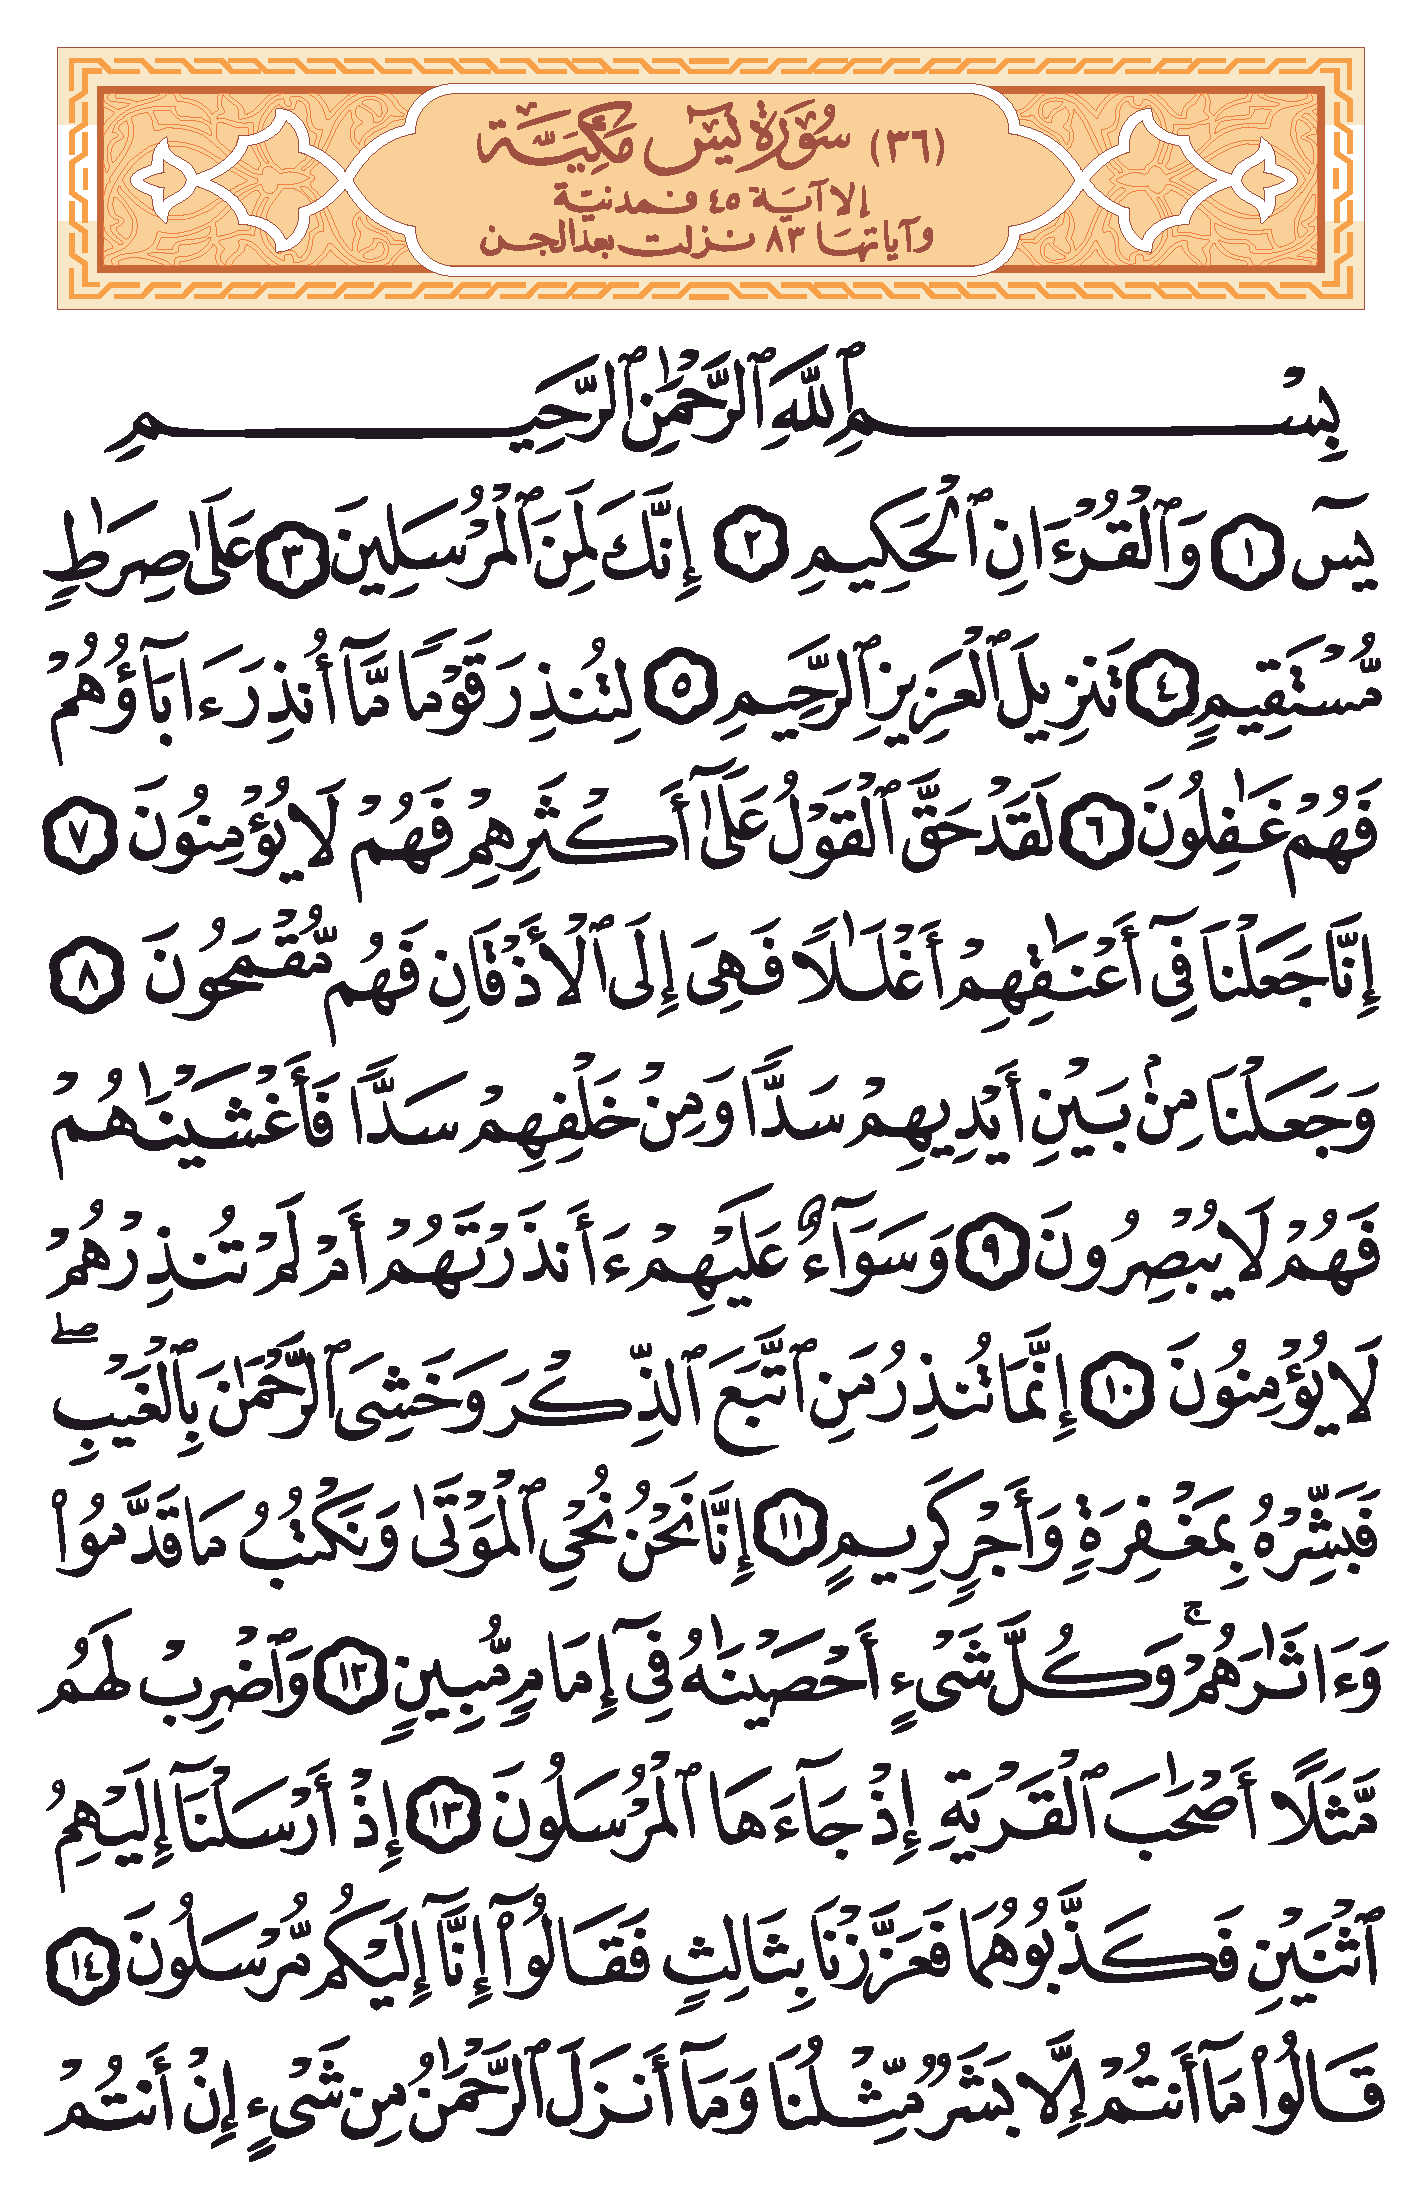 (٣٦) سُورَة يسٓ مَكِّيَّة
إلا آيَة ٤٥ فمدنيّة
وآياتهَا ٨٣ نزلت بعدَ الجن
بِسْمِ ٱللَّهِ ٱلرَّحْمَٰنِ ٱلرَّحِيمِ
يسٓ ١ وَٱلْقُرْءَانِ ٱلْحَكِيمِ ٢ إِنَّكَ لَمِنَ ٱلْمُرْسَلِينَ ٣ عَلَىٰ صِرَٰطٍ
مُّسْتَقِيمٍ ٤ تَنزِيلَ ٱلْعَزِيزِ ٱلرَّحِيمِ ٥ لِتُنذِرَ قَوْمًا مَّآ أُنذِرَ ءَابَآؤُهُمْ
فَهُمْ غَٰفِلُونَ ٦ لَقَدْ حَقَّ ٱلْقَوْلُ عَلَىٰٓ أَكْثَرِهِمْ فَهُمْ لَا يُؤْمِنُونَ ٧
إِنَّا جَعَلْنَا فِىٓ أَعْنَٰقِهِمْ أَغْلَٰلًا فَهِىَ إِلَى ٱلْأَذْقَانِ فَهُم مُّقْمَحُونَ ٨
وَجَعَلْنَا مِنۢ بَيْنِ أَيْدِيهِمْ سَدًّا وَمِنْ خَلْفِهِمْ سَدًّا فَأَغْشَيْنَٰهُمْ
فَهُمْ لَا يُبْصِرُونَ ٩ وَسَوَآءٌ عَلَيْهِمْ ءَأَنذَرْتَهُمْ أَمْ لَمْ تُنذِرْهُمْ
لَا يُؤْمِنُونَ ١٠ إِنَّمَا تُنذِرُ مَنِ ٱتَّبَعَ ٱلذِّكْرَ وَخَشِىَ ٱلرَّحْمَٰنَ بِٱلْغَيْبِ ۖ
فَبَشِّرْهُ بِمَغْفِرَةٍ وَأَجْرٍ كَرِيمٍ ١١ إِنَّا نَحْنُ نُحْىِ ٱلْمَوْتَىٰ وَنَكْتُبُ مَا قَدَّمُوا۟
وَءَاثَٰرَهُمْ ۚ وَكُلَّ شَىْءٍ أَحْصَيْنَٰهُ فِىٓ إِمَامٍ مُّبِينٍ ١٢ وَٱضْرِبْ لَهُم
مَّثَلًا أَصْحَٰبَ ٱلْقَرْيَةِ إِذْ جَآءَهَا ٱلْمُرْسَلُونَ ١٣ إِذْ أَرْسَلْنَآ إِلَيْهِمُ
ٱثْنَيْنِ فَكَذَّبُوهُمَا فَعَزَّزْنَا بِثَالِثٍ فَقَالُوٓا۟ إِنَّآ إِلَيْكُم مُّرْسَلُونَ ١٤
قَالُوا۟ مَآ أَنتُمْ إِلَّا بَشَرٌ مِّثْلُنَا وَمَآ أَنزَلَ ٱلرَّحْمَٰنُ مِن شَىْءٍ إِنْ أَنتُمْ